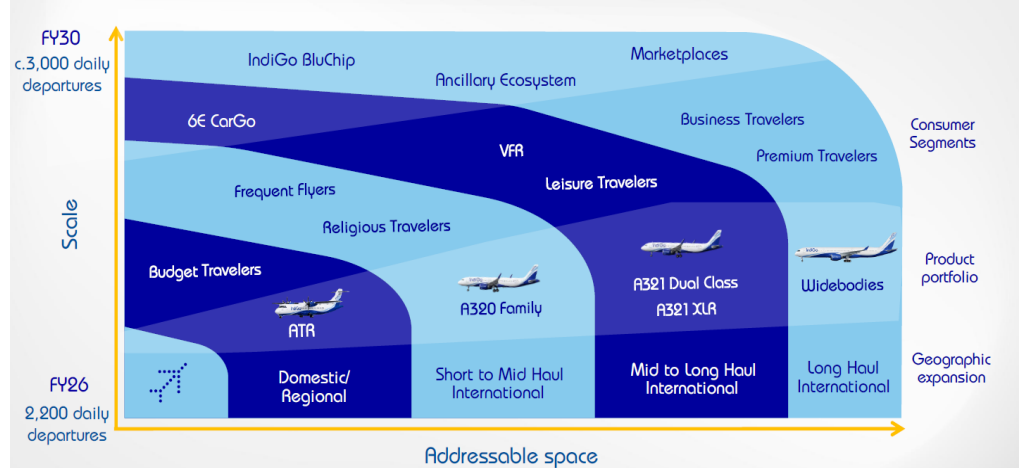 FY30
c.3,000 daily
departures
IndiGo BluChip
Ancillary Ecosystem
Marketplaces
6E CarGo
VFR
Leisure Travelers
Business Travelers
Premium Travelers
Consumer
Segments
Frequent Flyers
Religious Travelers
Budget Travelers
ATR
A320 Family
A321 Dual Class
A321 XLR
Widebodies
Product
portfolio
Domestic/
Regional
Short to Mid Haul
International
Mid to Long Haul
International
Long Haul
International
Geographic
expansion
Scale
FY26
2,200 daily
departures
Addressable space